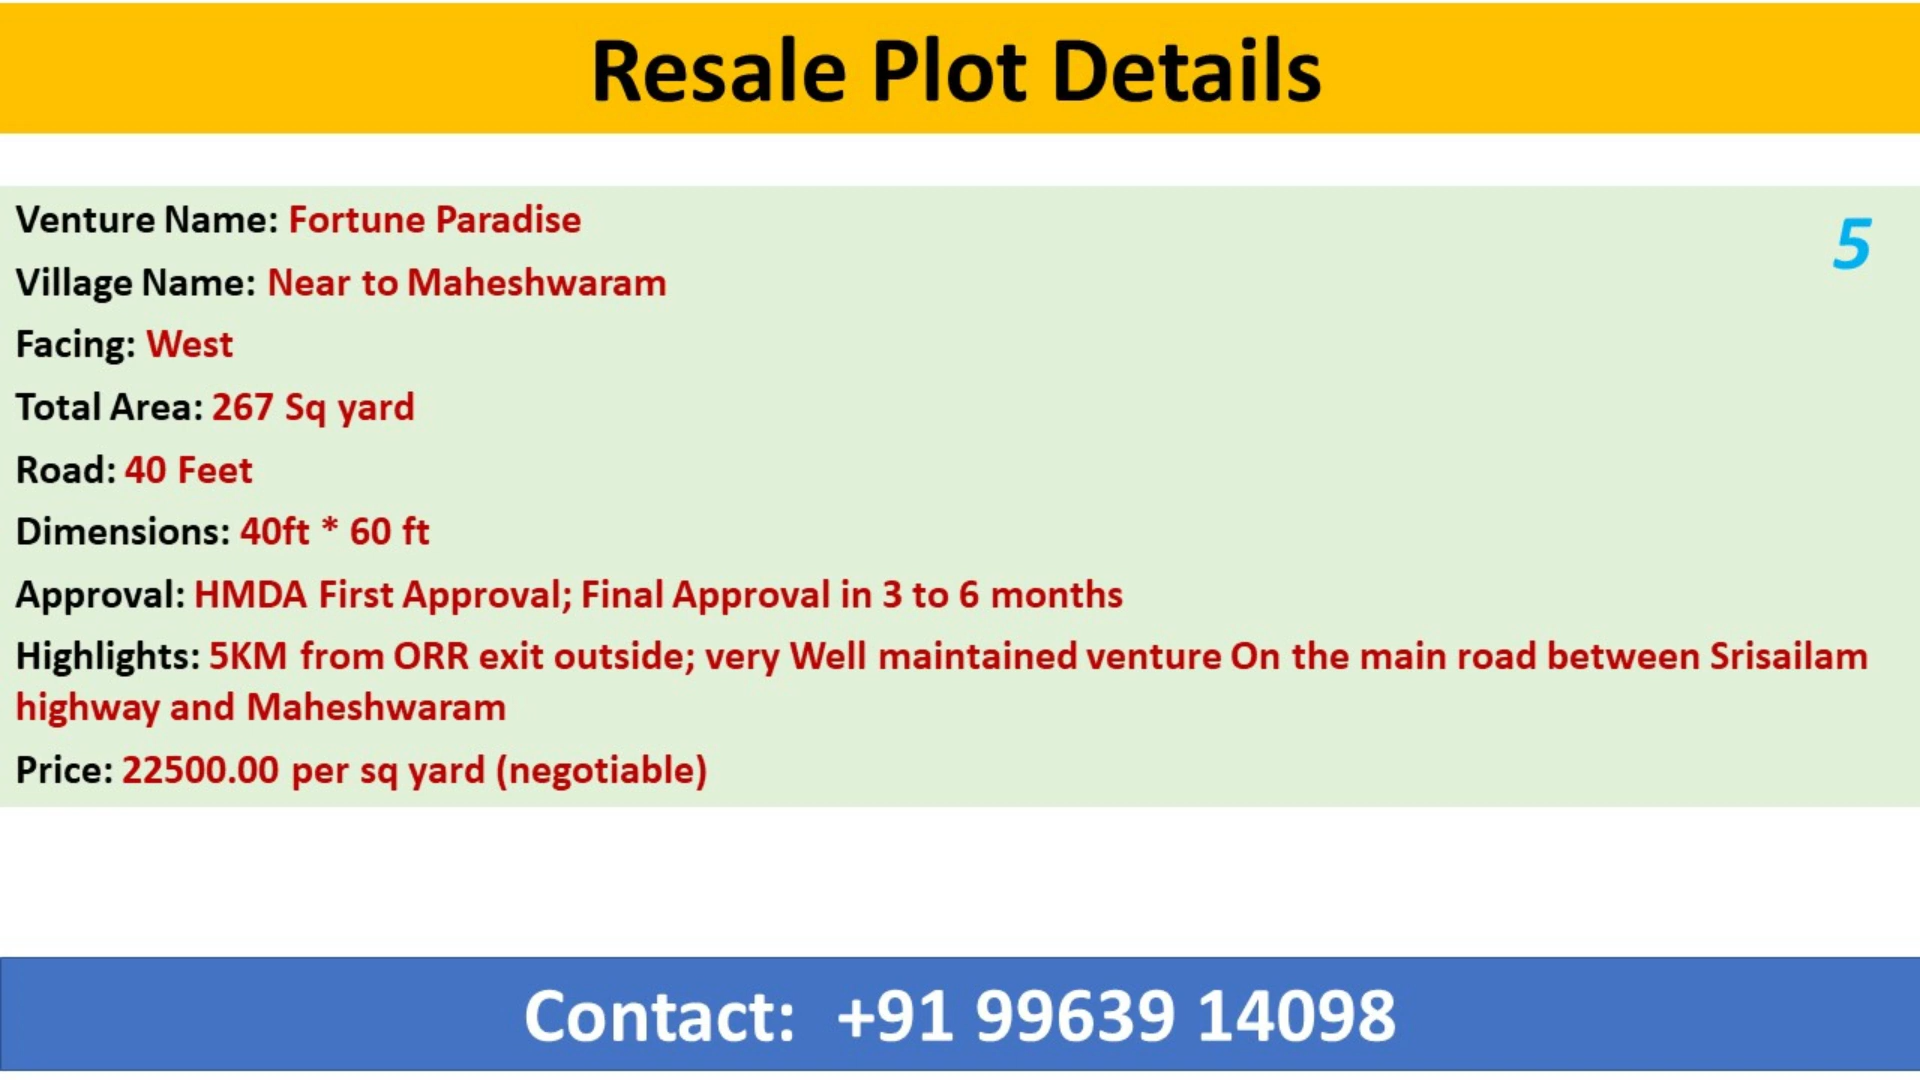 Resale Plot Details
Venture Name: Fortune Paradise
5
Village Name: Near to Maheshwaram
Facing: West
Total Area: 267 Sq yard
Road: 40 Feet
Dimensions: 40ft * 60 ft
Approval: HMDA First Approval; Final Approval in 3 to 6 months
Highlights: 5KM from ORR exit outside; very Well maintained venture On the main road between Srisailam
highway and Maheshwaram
Price: 22500.00 per sq yard (negotiable)
Contact: +91 99639 14098